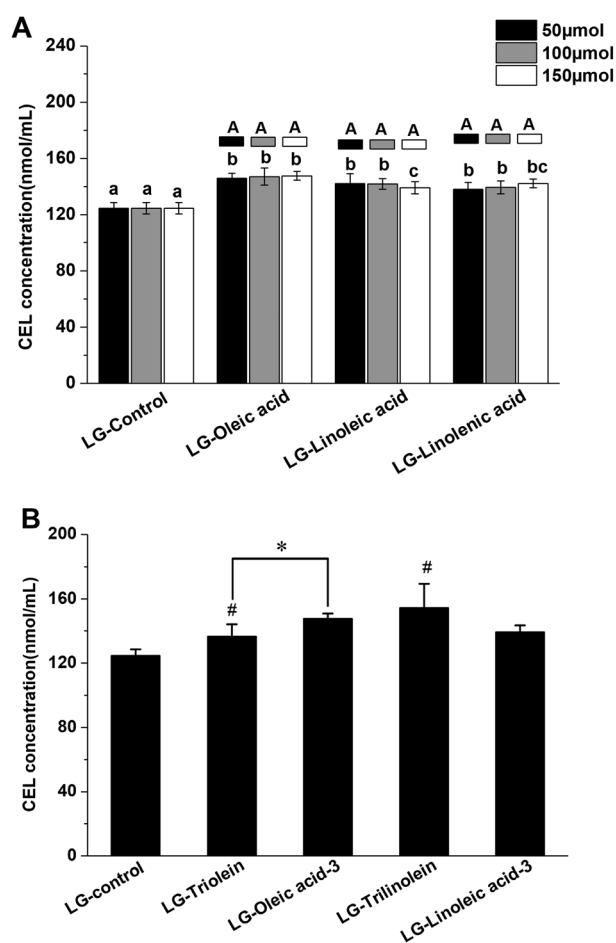 A
50μmol
100μmol
150μmol
240
200
160
120
80
40
0
CEL concentration(nmol/mL)
A A A A A A A A A
a a a b b b b b c b b bc
LG-Control
LG-Oleic acid
LG-Linoleic acid
LG-Linolenic acid
B
200
160
120
80
40
0
CEL concentration(nmol/mL)
*
# #
LG-control
LG-Triolein
LG-Oleic acid-3
LG-Trilinolein
LG-Linoleic acid-3